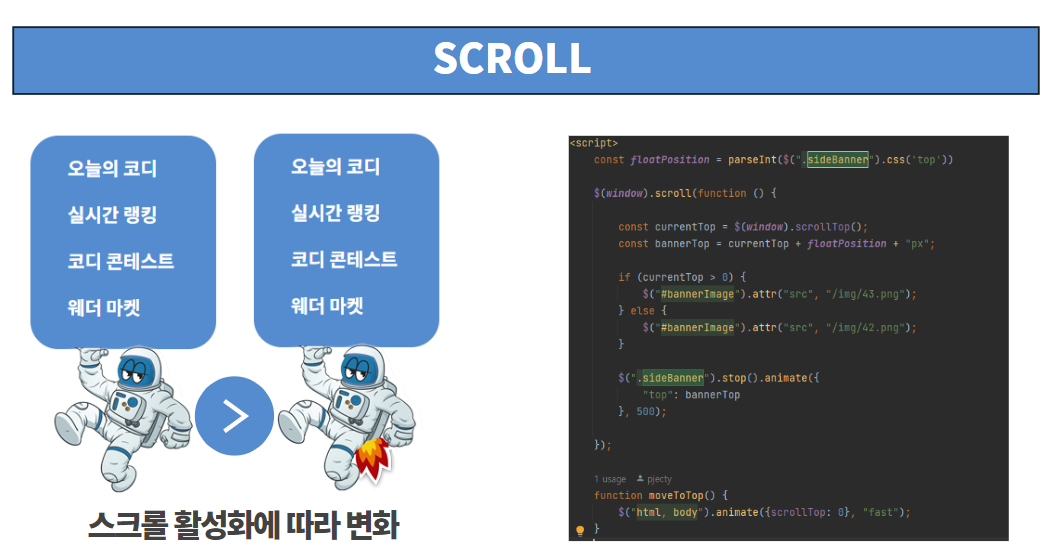 SCROLL
오늘의 코디
실시간 랭킹
코디 콘테스트
웨더 마켓
오늘의 코디
실시간 랭킹
코디 콘테스트
웨더 마켓
>
스크롤 활성화에 따라 변화
<script>
const floatPosition = parseInt($(".sideBanner").css('top'))
$(window).scroll(function () {
const currentTop = $(window).scrollTop();
const bannerTop = currentTop + floatPosition + "px";
if (currentTop > 0) {
$("#bannerImage").attr("src", "/img/43.png");
} else {
$("#bannerImage").attr("src", "/img/42.png");
}
$(".sideBanner").stop().animate({
"top": bannerTop
}, 500);
});
1 usage pjecty
function moveToTop() {
$("html, body").animate({scrollTop: 0}, "fast");
}